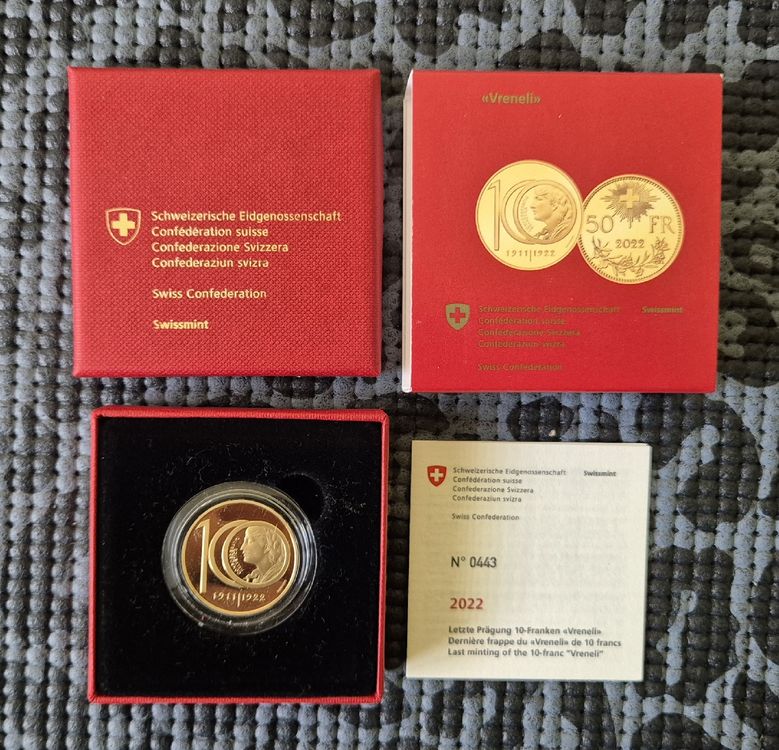 Schweizerische Eidgenossenschaft
Confédération suisse
Confederazione Svizzera
Confederaziun svizra
Swiss Confederation
Swissmint
«Vreneli»
100
1911|1922
50 FR
2022
Schweizerische Eidgenossenschaft Swissmint
Confédération suisse
Confederazione Svizzera
Confederaziun svizra
Swiss Confederation
100
1911|1922
Schweizerische Eidgenossenschaft Swissmint
Confédération suisse
Confederazione Svizzera
Confederaziun svizra
Swiss Confederation
N° 0443
2022
Letzte Prägung 10-Franken «Vreneli»
Dernière frappe du «Vreneli» de 10 francs
Last minting of the 10-franc "Vreneli"